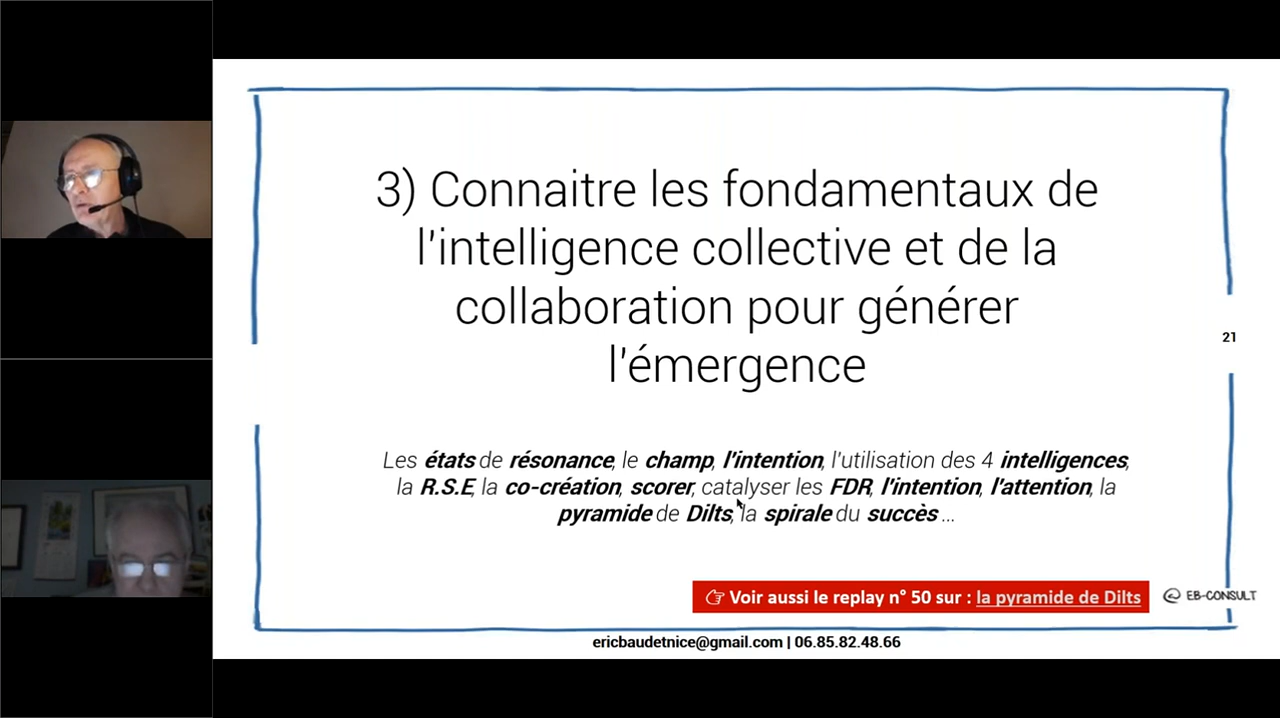 3) Connaitre les fondamentaux de
l'intelligence collective et de la
collaboration pour générer
l'émergence
21
Les états de résonance, le champ, l'intention, l'utilisation des 4 intelligences,
la R.S.E, la co-création, scorer, catalyser les FDR, l'intention, l'attention, la
pyramide de Dilts, la spirale du succès ...
Voir aussi le replay n° 50 sur : la pyramide de Dilts
EB-CONSULT
ericbaudetnice@gmail.com | 06.85.82.48.66